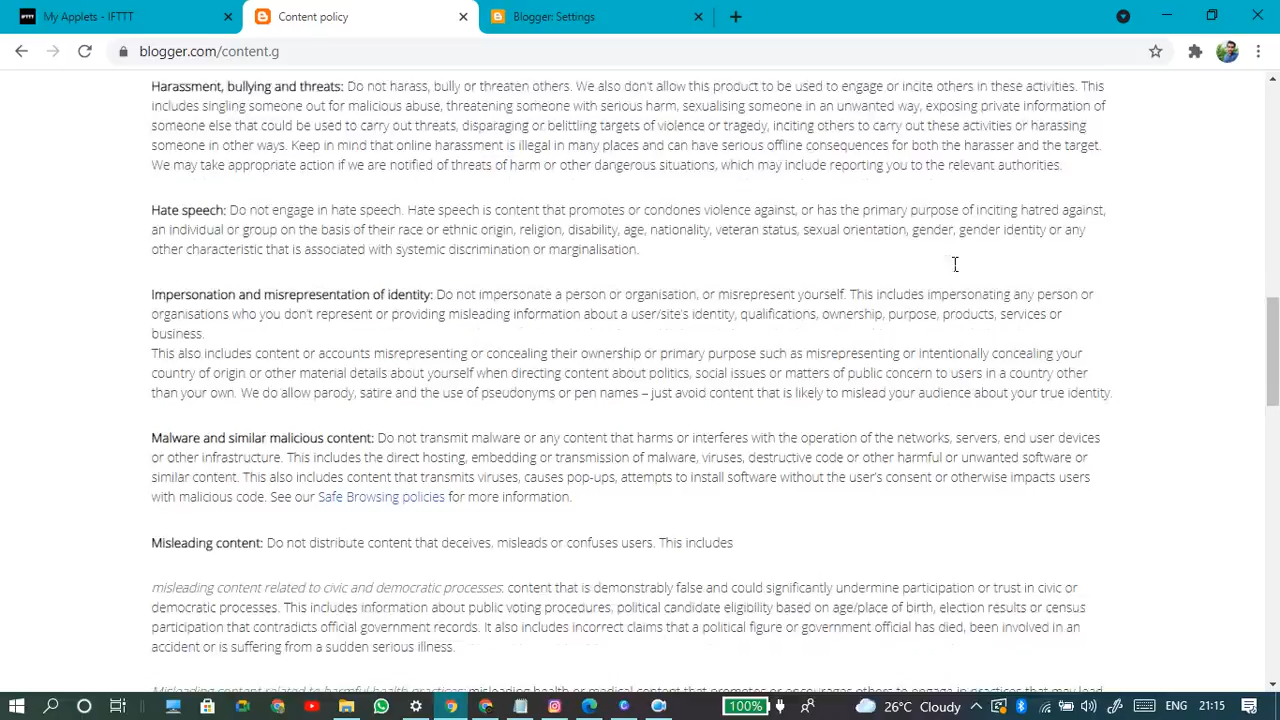 My Applets - IFTTT
Content policy
Blogger: Settings
blogger.com/content.g
Harassment, bullying and threats: Do not harass, bully or threaten others. We also don't allow this product to be used to engage or incite others in these activities. This
includes singling someone out for malicious abuse, threatening someone with serious harm, sexualising someone in an unwanted way, exposing private information of
someone else that could be used to carry out threats, disparaging or belittling targets of violence or tragedy, inciting others to carry out these activities or harassing
someone in other ways. Keep in mind that online harassment is illegal in many places and can have serious offline consequences for both the harasser and the target.
We may take appropriate action if we are notified of threats of harm or other dangerous situations, which may include reporting you to the relevant authorities.
Hate speech: Do not engage in hate speech. Hate speech is content that promotes or condones violence against, or has the primary purpose of inciting hatred against,
an individual or group on the basis of their race or ethnic origin, religion, disability, age, nationality, veteran status, sexual orientation, gender, gender identity or any
other characteristic that is associated with systemic discrimination or marginalisation.
Impersonation and misrepresentation of identity: Do not impersonate a person or organisation, or misrepresent yourself. This includes impersonating any person or
organisations who you don't represent or providing misleading information about a user/site's identity, qualifications, ownership, purpose, products, services or
business.
This also includes content or accounts misrepresenting or concealing their ownership or primary purpose such as misrepresenting or intentionally concealing your
country of origin or other material details about yourself when directing content about politics, social issues or matters of public concern to users in a country other
than your own. We do allow parody, satire and the use of pseudonyms or pen names – just avoid content that is likely to mislead your audience about your true identity.
Malware and similar malicious content: Do not transmit malware or any content that harms or interferes with the operation of the networks, servers, end user devices
or other infrastructure. This includes the direct hosting, embedding or transmission of malware, viruses, destructive code or other harmful or unwanted software or
similar content. This also includes content that transmits viruses, causes pop-ups, attempts to install software without the user's consent or otherwise impacts users
with malicious code. See our Safe Browsing policies for more information.
Misleading content: Do not distribute content that deceives, misleads or confuses users. This includes
misleading content related to civic and democratic processes: content that is demonstrably false and could significantly undermine participation or trust in civic or
democratic processes. This includes information about public voting procedures, political candidate eligibility based on age/place of birth, election results or census
participation that contradicts official government records. It also includes incorrect claims that a political figure or government official has died, been involved in an
accident or is suffering from a sudden serious illness.
Misleading content related to harmful health practices: misleading health or medical content that promotes or encourages others to engage in practices that may lead
100%
26°C Cloudy
ENG
21:15